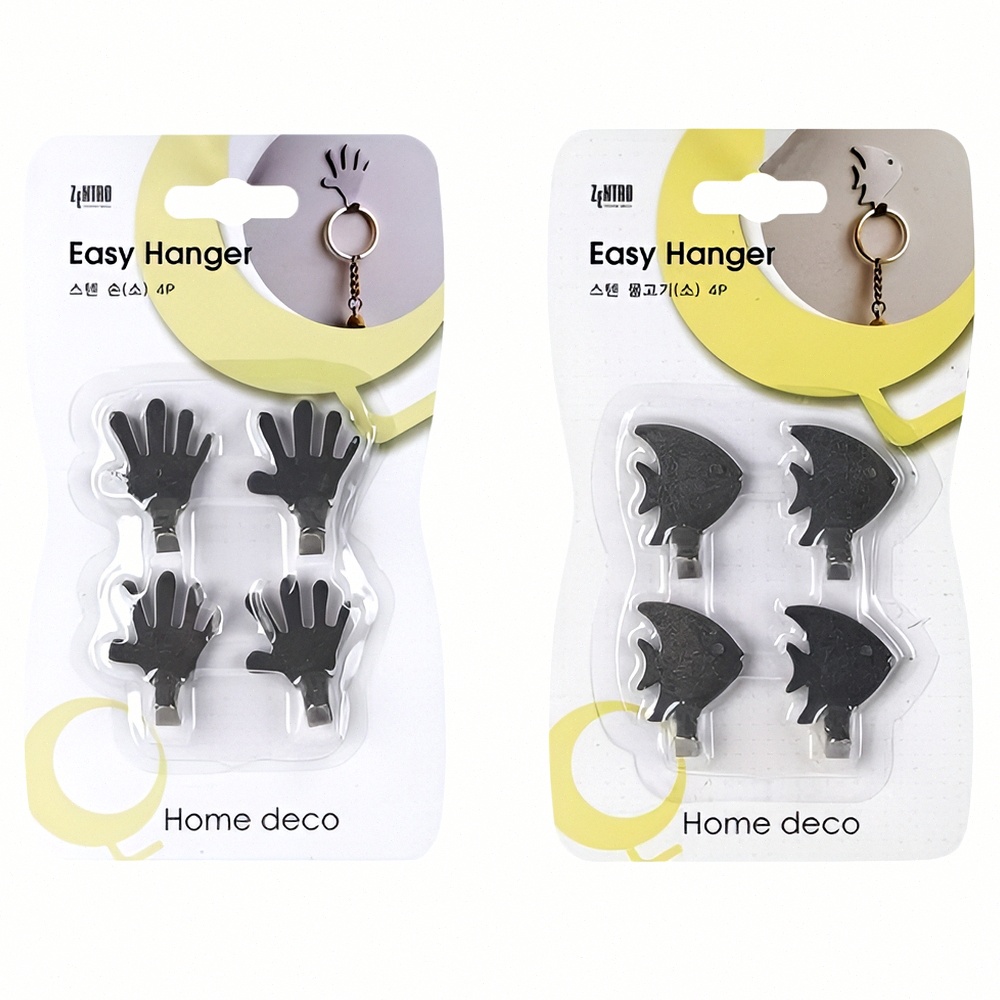 ZENTRO
Easy Hanger
스텐 손(소) 4P
Home deco
ZENTRO
Easy Hanger
스텐 물고기(소) 4P
Home deco